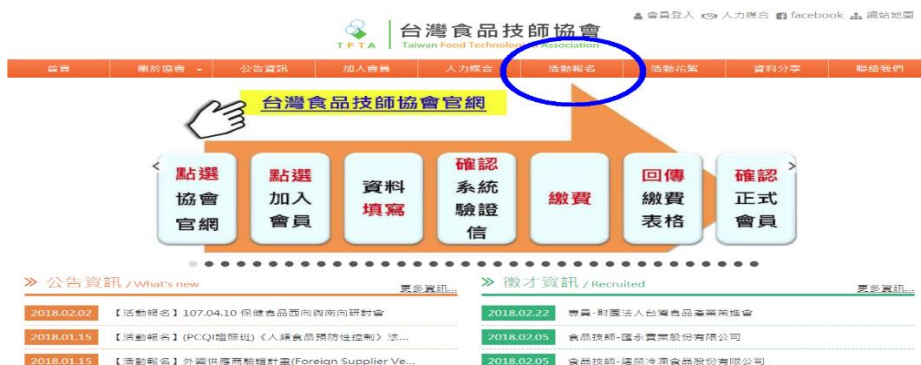 會員登入 人力媒合 facebook 網站地圖
TFTA 台灣食品技師協會
Taiwan Food Technologist Association
首頁 關於協會 公告資訊 加入會員 人力媒合 活動報名 活動花絮 資料分享 聯絡我們
台灣食品技師協會官網
點選
協會
官網
點選
加入
會員
資料
填寫
確認
系統
驗證
信
繳費
回傳
繳費
表格
確認
正式
會員
公告資訊 / What's new 更多資訊...
2018.02.02 【活動報名】107.04.10 保健食品西向與南向研討會
2018.01.15 【活動報名】(PCQI證照班)《人類食品預防性控制》法...
2018.01.15 【活動報名】外國供應商驗證計畫(Foreign Supplier Ve...
徵才資訊 / Recruited 更多資訊...
2018.02.22 專員-財團法人台灣食品產業策進會
2018.02.05 食品技師-匯永實業股份有限公司
2018.02.05 食品技師-建榮冷凍食品股份有限公司